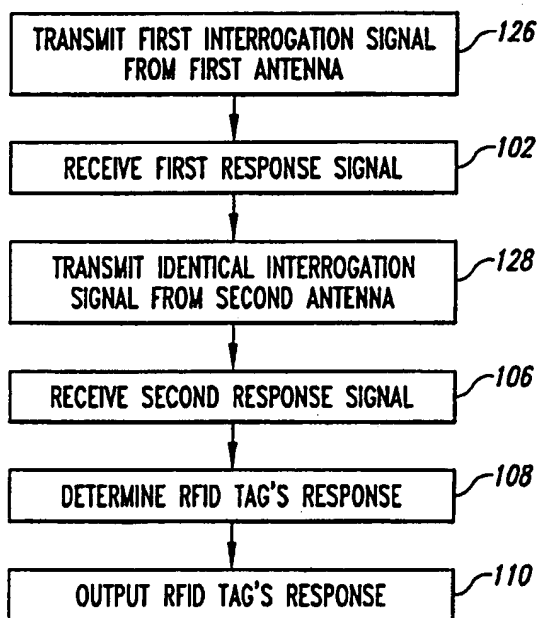 TRANSMIT FIRST INTERROGATION SIGNAL
FROM FIRST ANTENNA
126
RECEIVE FIRST RESPONSE SIGNAL
102
TRANSMIT IDENTICAL INTERROGATION
SIGNAL FROM SECOND ANTENNA
128
RECEIVE SECOND RESPONSE SIGNAL
106
DETERMINE RFID TAG'S RESPONSE
108
OUTPUT RFID TAG'S RESPONSE
110